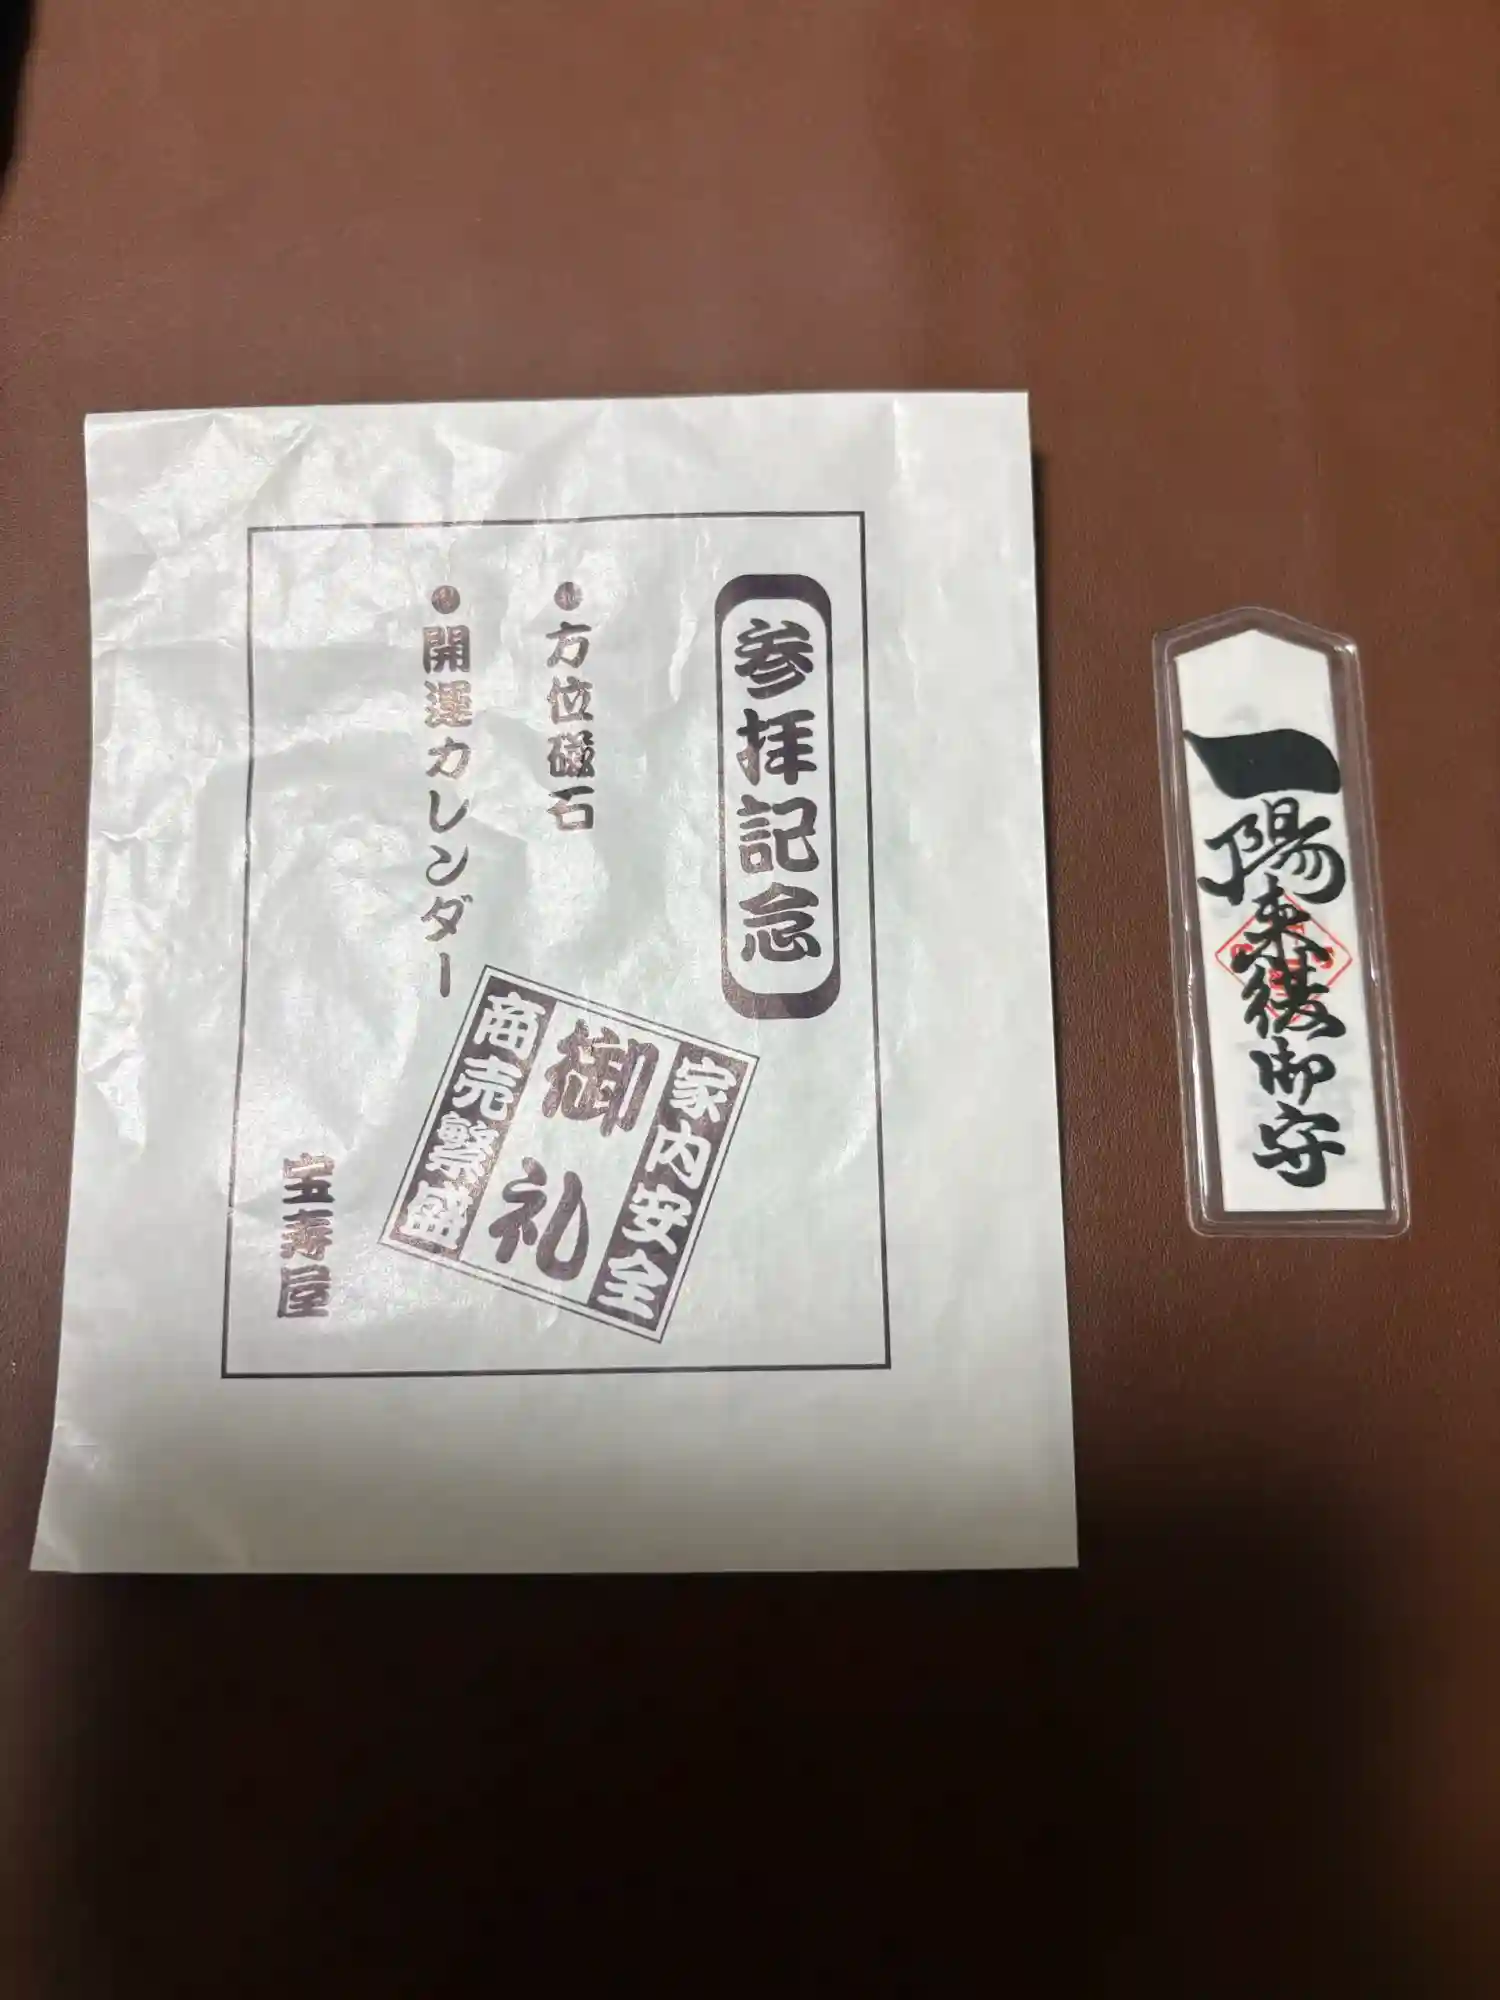 参拝記念
●方位磁石
●開運カレンダー
家内安全
御礼
商売繁盛
宝寿屋
一陽来復御守